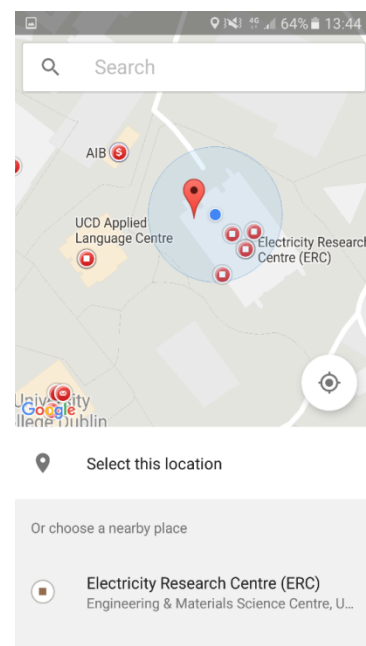 4G 64% 13:44
Search
AIB
UCD Applied
Language Centre
Electricity Research
Centre (ERC)
Google
Select this location
Or choose a nearby place
Electricity Research Centre (ERC)
Engineering & Materials Science Centre, U...